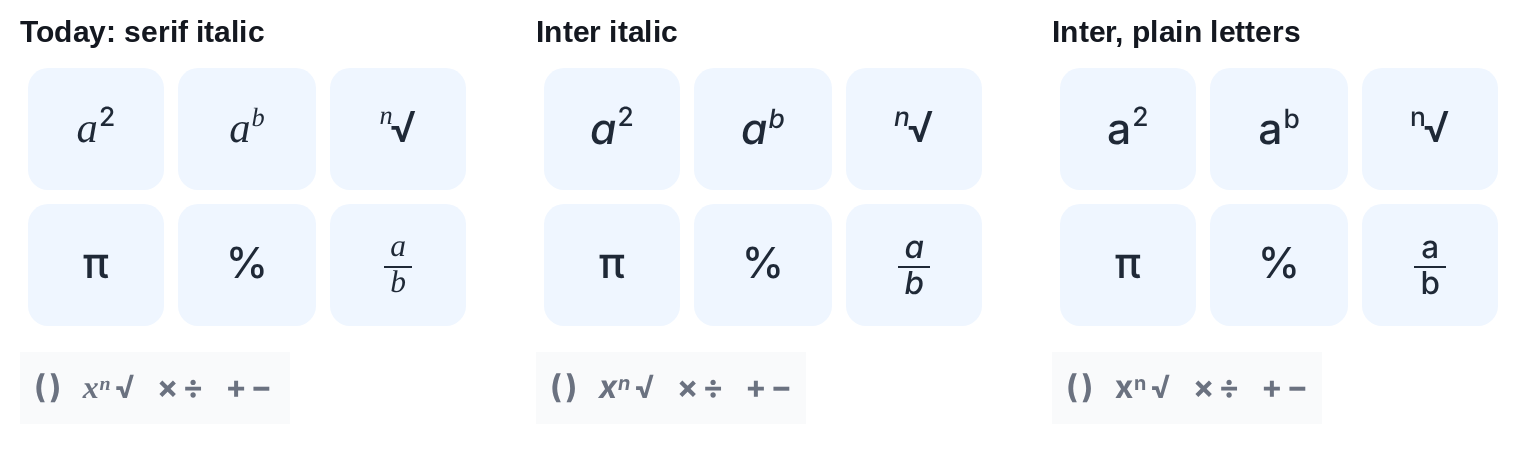 Today: serif italic
a² aᵇ ⁿ√
π % a/b
() xⁿ√ ×÷ +−
Inter italic
a² aᵇ ⁿ√
π % a/b
() xⁿ√ ×÷ +−
Inter, plain letters
a² aᵇ ⁿ√
π % a/b
() xⁿ√ ×÷ +−